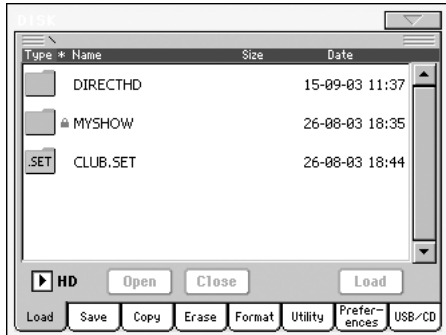 DISK
Type * Name Size Date
DIRECTHD 15-09-03 11:37
MYSHOW 26-08-03 18:35
.SET CLUB.SET 26-08-03 18:44
HD Open Close Load
Load Save Copy Erase Format Utility Prefer-ences USB/CD